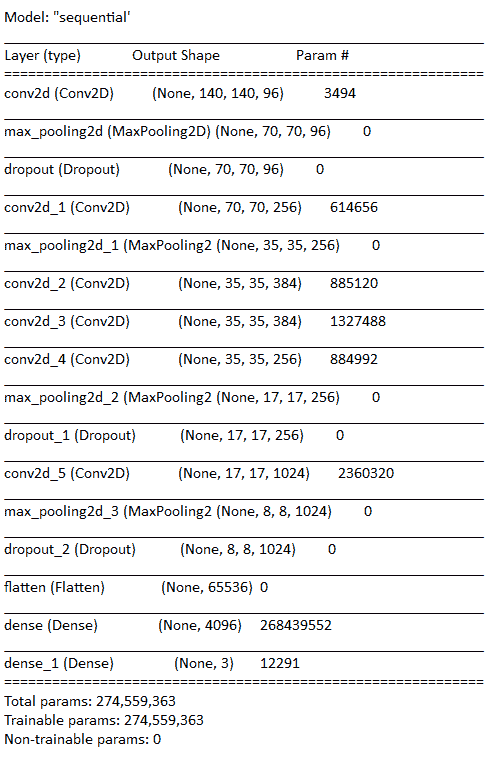 Model: "sequential'
Layer (type) Output Shape Param #
================================================================
conv2d (Conv2D) (None, 140, 140, 96) 3494
max_pooling2d (MaxPooling2D) (None, 70, 70, 96) 0
dropout (Dropout) (None, 70, 70, 96) 0
conv2d_1 (Conv2D) (None, 70, 70, 256) 614656
max_pooling2d_1 (MaxPooling2 (None, 35, 35, 256) 0
conv2d_2 (Conv2D) (None, 35, 35, 384) 885120
conv2d_3 (Conv2D) (None, 35, 35, 384) 1327488
conv2d_4 (Conv2D) (None, 35, 35, 256) 884992
max_pooling2d_2 (MaxPooling2 (None, 17, 17, 256) 0
dropout_1 (Dropout) (None, 17, 17, 256) 0
conv2d_5 (Conv2D) (None, 17, 17, 1024) 2360320
max_pooling2d_3 (MaxPooling2 (None, 8, 8, 1024) 0
dropout_2 (Dropout) (None, 8, 8, 1024) 0
flatten (Flatten) (None, 65536) 0
dense (Dense) (None, 4096) 268439552
dense_1 (Dense) (None, 3) 12291
================================================================
Total params: 274,559,363
Trainable params: 274,559,363
Non-trainable params: 0